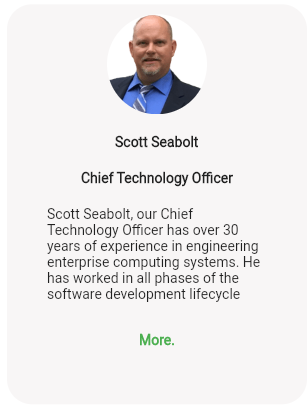 Scott Seabolt
Chief Technology Officer
Scott Seabolt, our Chief
Technology Officer has over 30
years of experience in engineering
enterprise computing systems. He
has worked in all phases of the
software development lifecycle
More.